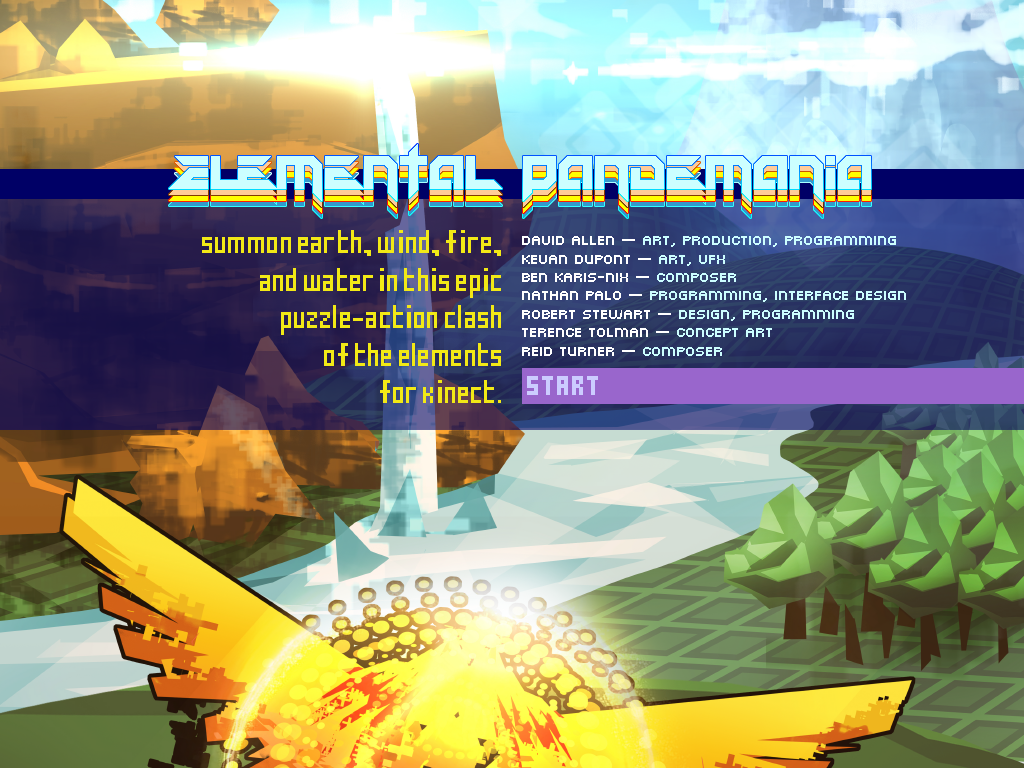 ELEMENTAL PANDEMANIA
summon earth, wind, fire,
and water in this epic
puzzle-action clash
of the elements
for kinect.
DAVID ALLEN — ART, PRODUCTION, PROGRAMMING
KEVAN DUPONT — ART, VFX
BEN KARIS-NIX — COMPOSER
NATHAN PALO — PROGRAMMING, INTERFACE DESIGN
ROBERT STEWART — DESIGN, PROGRAMMING
TERENCE TOLMAN — CONCEPT ART
REID TURNER — COMPOSER
START